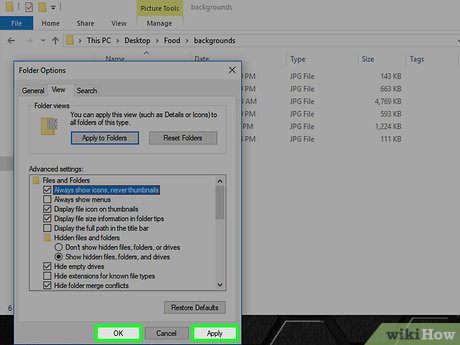 Picture Tools
backgrounds
File
Home
Share
View
Manage
This PC
Desktop
Food
backgrounds
Name
Date
Type
Size
PM
JPG File
143 KB
PM
JPG File
663 KB
AM
JPG File
4,769 KB
PM
JPG File
593 KB
PM
JPG File
1,224 KB
PM
JPG File
111 KB
Folder Options
General
View
Search
Folder views
You can apply this view (such as Details or Icons) to
all folders of this type.
Apply to Folders
Reset Folders
Advanced settings:
Files and Folders
Always show icons, never thumbnails
Always show menus
Display file icon on thumbnails
Display file size information in folder tips
Display the full path in the title bar
Hidden files and folders
Don't show hidden files, folders, or drives
Show hidden files, folders, and drives
Hide empty drives
Hide extensions for known file types
Hide folder merge conflicts
Restore Defaults
6
OK
Cancel
Apply
wikiHow